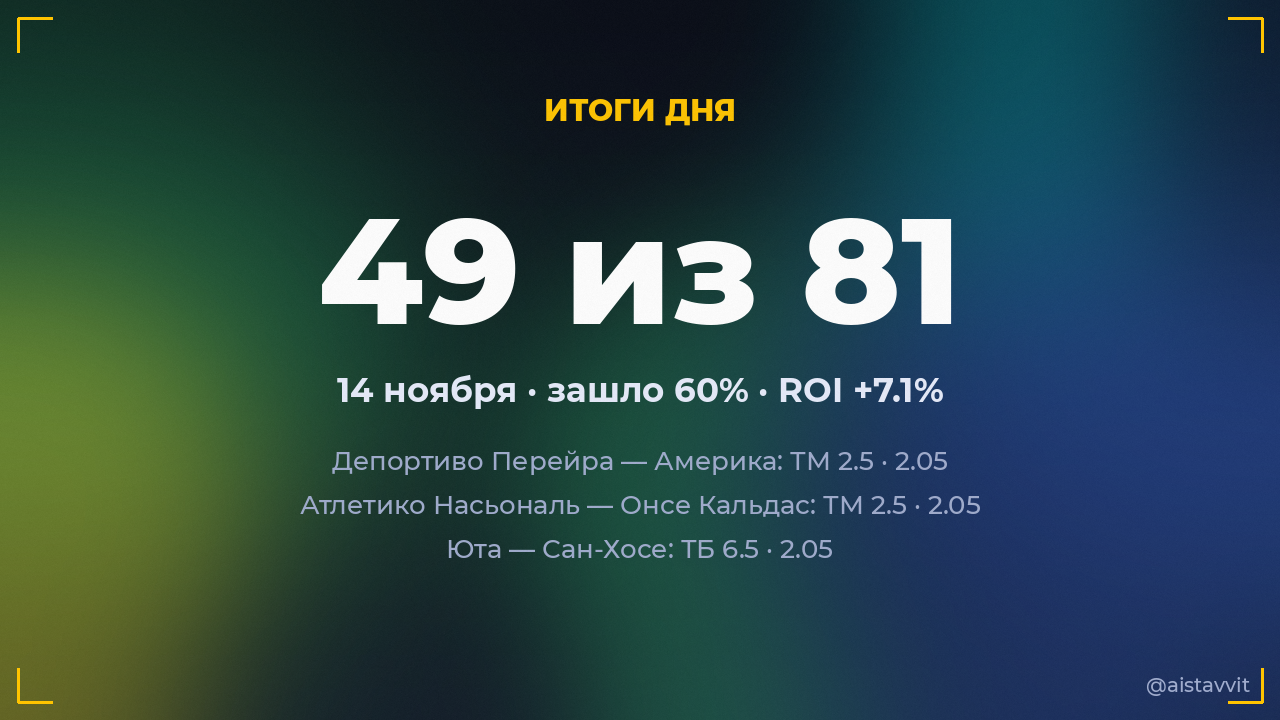 ИТОГИ ДНЯ
49 из 81
14 ноября · зашло 60% · ROI +7.1%
Депортиво Перейра — Америка: ТМ 2.5 · 2.05
Атлетико Насьональ — Онсе Кальдас: ТМ 2.5 · 2.05
Юта — Сан-Хосе: ТБ 6.5 · 2.05
@aistavvit